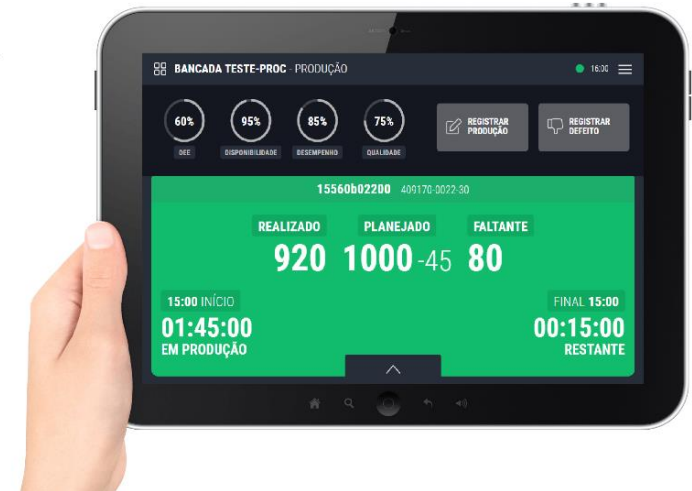 BANCADA TESTE-PROC - PRODUÇÃO
16:00
60% 95% 85% 75%
OEE DISPONIBILIDADE DESEMPENHO QUALIDADE
REGISTRAR
PRODUÇÃO
REGISTRAR
DEFEITO
15560b02200 409170-0022-30
REALIZADO PLANEJADO FALTANTE
920 1000 -45 80
15:00 INÍCIO
01:45:00
EM PRODUÇÃO
FINAL 15:00
00:15:00
RESTANTE